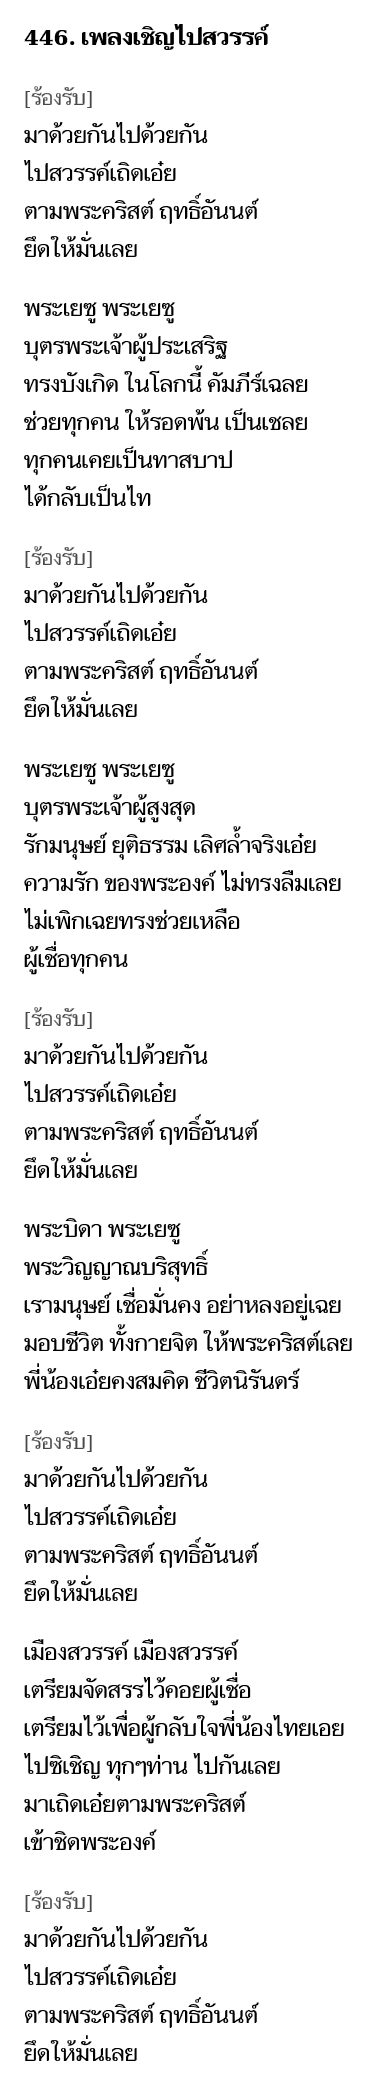 446. เพลงเชิญไปสวรรค์
[ร้องรับ]
มาด้วยกันไปด้วยกัน
ไปสวรรค์เถิดเอ๋ย
ตามพระคริสต์ ฤทธิ์อันนต์
ยึดให้มั่นเลย
พระเยซู พระเยซู
บุตรพระเจ้าผู้ประเสริฐ
ทรงบังเกิด ในโลกนี้ คัมภีร์เฉลย
ช่วยทุกคน ให้รอดพ้น เป็นเชลย
ทุกคนเคยเป็นทาสบาป
ได้กลับเป็นไท
[ร้องรับ]
มาด้วยกันไปด้วยกัน
ไปสวรรค์เถิดเอ๋ย
ตามพระคริสต์ ฤทธิ์อันนต์
ยึดให้มั่นเลย
พระเยซู พระเยซู
บุตรพระเจ้าผู้สูงสุด
รักมนุษย์ ยุติธรรม เลิศล้ำจริงเอ๋ย
ความรัก ของพระองค์ ไม่ทรงลืมเลย
ไม่เพิกเฉยทรงช่วยเหลือ
ผู้เชื่อทุกคน
[ร้องรับ]
มาด้วยกันไปด้วยกัน
ไปสวรรค์เถิดเอ๋ย
ตามพระคริสต์ ฤทธิ์อันนต์
ยึดให้มั่นเลย
พระบิดา พระเยซู
พระวิญญาณบริสุทธิ์
เรามนุษย์ เชื่อมั่นคง อย่าหลงอยู่เฉย
มอบชีวิต ทั้งกายจิต ให้พระคริสต์เลย
พี่น้องเอ๋ยคงสมคิด ชีวิตนิรันดร์
[ร้องรับ]
มาด้วยกันไปด้วยกัน
ไปสวรรค์เถิดเอ๋ย
ตามพระคริสต์ ฤทธิ์อันนต์
ยึดให้มั่นเลย
เมืองสวรรค์ เมืองสวรรค์
เตรียมจัดสรรไว้คอยผู้เชื่อ
เตรียมไว้เพื่อผู้กลับใจพี่น้องไทยเอย
ไปซิเชิญ ทุกๆท่าน ไปกันเลย
มาเถิดเอ๋ยตามพระคริสต์
เข้าชิดพระองค์
[ร้องรับ]
มาด้วยกันไปด้วยกัน
ไปสวรรค์เถิดเอ๋ย
ตามพระคริสต์ ฤทธิ์อันนต์
ยึดให้มั่นเลย